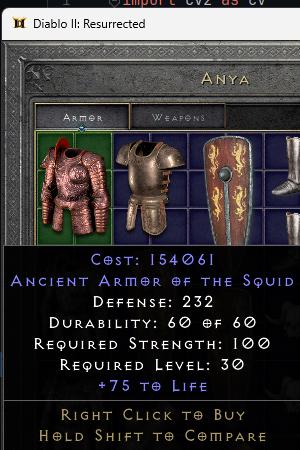 import cv2 as cv
Diablo II: Resurrected
Anya
Armor
Weapons
Cost: 154061
Ancient Armor of the Squid
Defense: 232
Durability: 60 of 60
Required Strength: 100
Required Level: 30
+75 to Life
Right Click to Buy
Hold Shift to Compare